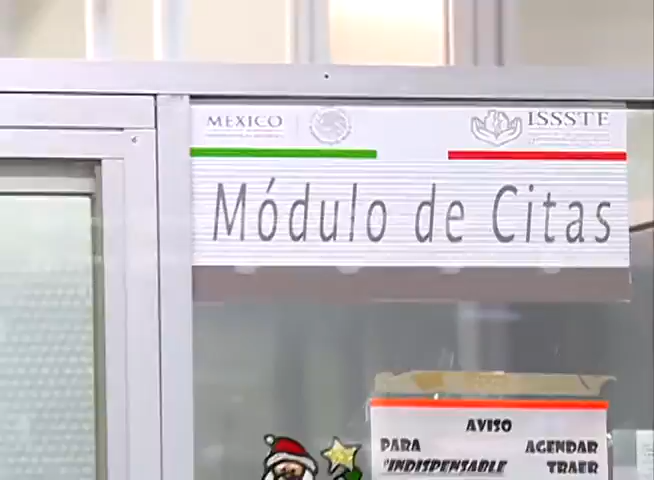 MEXICO
ISSSTE
Módulo de Citas
AVISO
PARA AGENDAR
"INDISPENSABLE TRAER